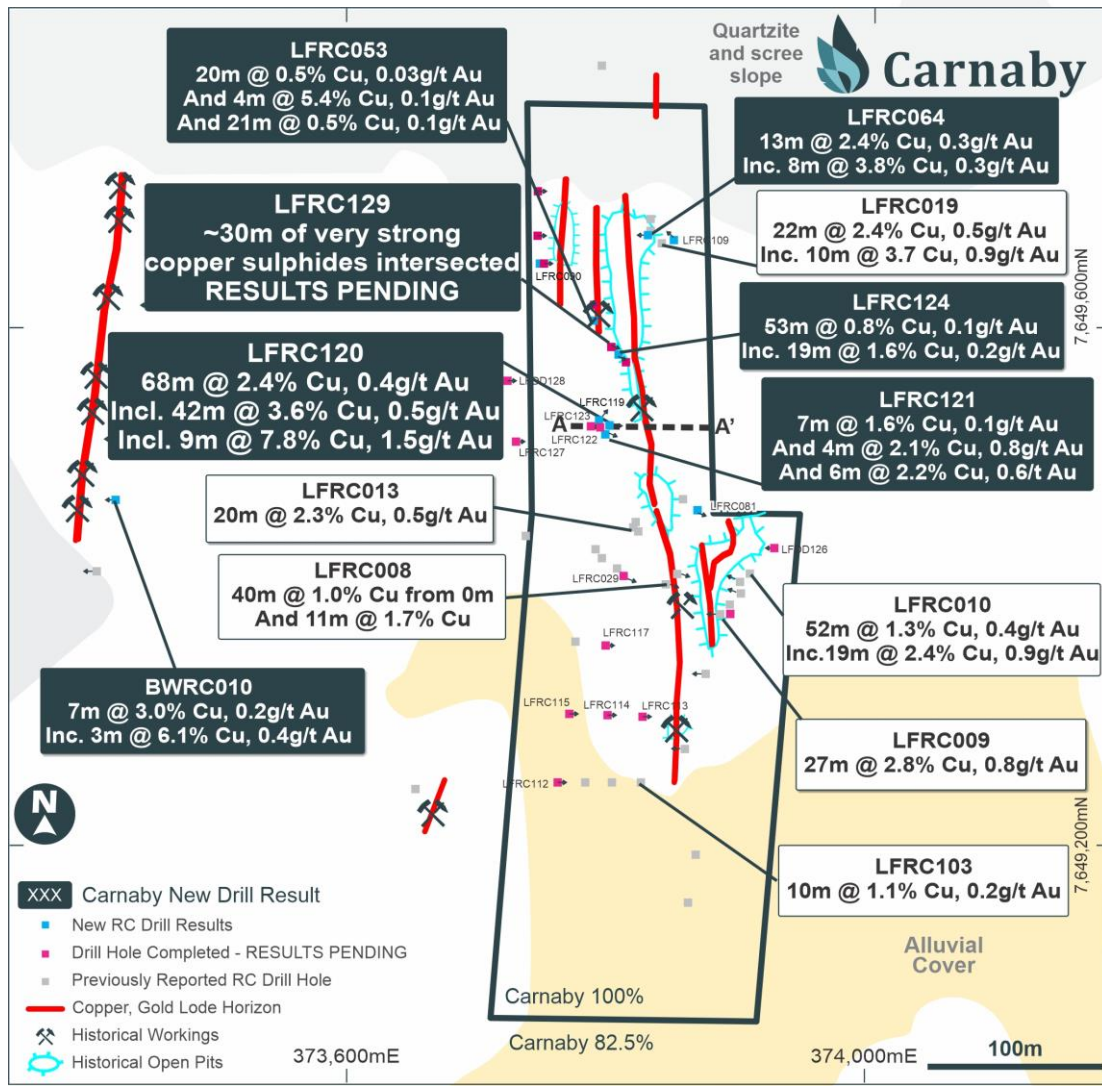 Quartzite
and scree
slope
Carnaby
LFRC053
20m @ 0.5% Cu, 0.03g/t Au
And 4m @ 5.4% Cu, 0.1g/t Au
And 21m @ 0.5% Cu, 0.1g/t Au
LFRC064
13m @ 2.4% Cu, 0.3g/t Au
Inc. 8m @ 3.8% Cu, 0.3g/t Au
LFRC129
~30m of very strong
copper sulphides intersected
RESULTS PENDING
LFRC019
22m @ 2.4% Cu, 0.5g/t Au
Inc. 10m @ 3.7 Cu, 0.9g/t Au
LFRC109
LFRC090
7,649,600mN
LFRC124
53m @ 0.8% Cu, 0.1g/t Au
Inc. 19m @ 1.6% Cu, 0.2g/t Au
LFRC120
68m @ 2.4% Cu, 0.4g/t Au
Incl. 42m @ 3.6% Cu, 0.5g/t Au
Incl. 9m @ 7.8% Cu, 1.5g/t Au
LFDD128
LFRC119
LFRC123
A
A'
LFRC122
LFRC127
LFRC121
7m @ 1.6% Cu, 0.1g/t Au
And 4m @ 2.1% Cu, 0.8g/t Au
And 6m @ 2.2% Cu, 0.6/t Au
LFRC013
20m @ 2.3% Cu, 0.5g/t Au
LFRC081
LFDD126
LFRC008
40m @ 1.0% Cu from 0m
And 11m @ 1.7% Cu
LFRC029
LFRC010
52m @ 1.3% Cu, 0.4g/t Au
Inc.19m @ 2.4% Cu, 0.9g/t Au
LFRC117
BWRC010
7m @ 3.0% Cu, 0.2g/t Au
Inc. 3m @ 6.1% Cu, 0.4g/t Au
LFRC115
LFRC114
LFRC113
LFRC009
27m @ 2.8% Cu, 0.8g/t Au
LFRC112
N
7,649,200mN
LFRC103
10m @ 1.1% Cu, 0.2g/t Au
XXX Carnaby New Drill Result
New RC Drill Results
Drill Hole Completed - RESULTS PENDING
Previously Reported RC Drill Hole
Copper, Gold Lode Horizon
Historical Workings
Historical Open Pits
Alluvial
Cover
Carnaby 100%
Carnaby 82.5%
373,600mE
374,000mE
100m